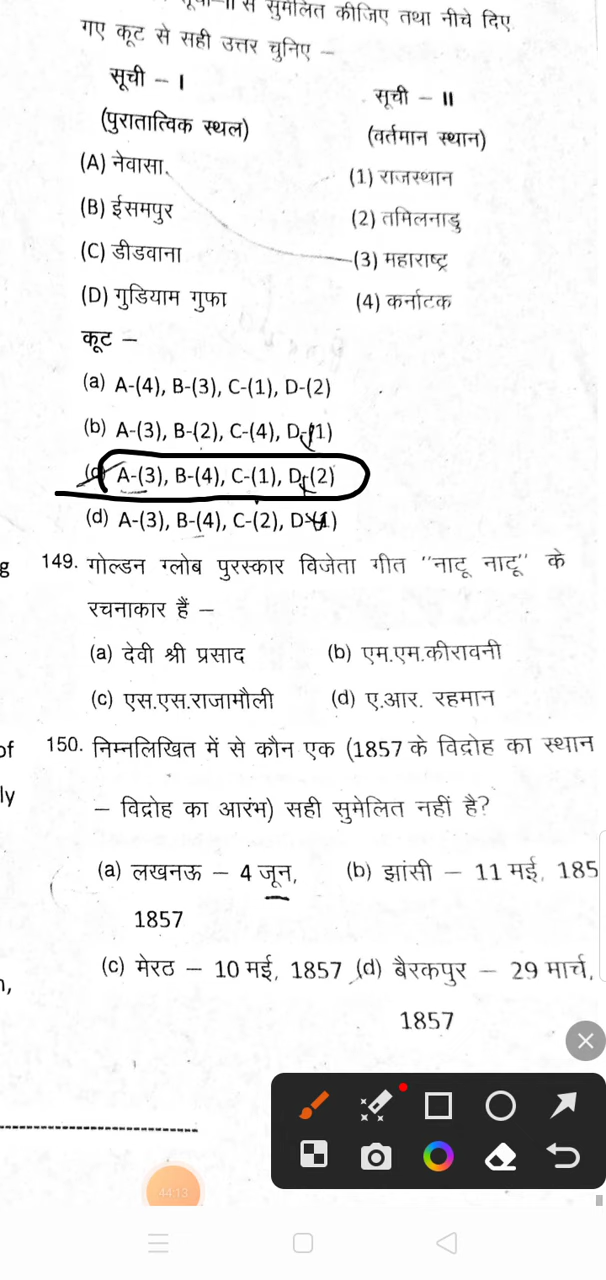 से सुमेलित कीजिए तथा नीचे दिए
गए कूट से सही उत्तर चुनिए –
सूची – I
सूची – II
(पुरातात्विक स्थल)
(वर्तमान स्थान)
(A) नेवासा
(1) राजस्थान
(B) ईसमपुर
(2) तमिलनाडु
(C) डीडवाना
(3) महाराष्ट्र
(D) गुडियाम गुफा
(4) कर्नाटक
कूट –
(a) A-(4), B-(3), C-(1), D-(2)
(b) A-(3), B-(2), C-(4), D-(1)
(c) A-(3), B-(4), C-(1), D-(2)
(d) A-(3), B-(4), C-(2), D-(1)
g 149. गोल्डन ग्लोब पुरस्कार विजेता गीत "नाटू नाटू" के
रचनाकार हैं –
(a) देवी श्री प्रसाद (b) एम.एम.कीरावनी
(c) एस.एस.राजामौली (d) ए.आर. रहमान
of 150. निम्नलिखित में से कौन एक (1857 के विद्रोह का स्थान
ly – विद्रोह का आरंभ) सही सुमेलित नहीं है?
(a) लखनऊ – 4 जून, (b) झांसी – 11 मई, 185
1857
n, (c) मेरठ – 10 मई, 1857 (d) बैरकपुर – 29 मार्च,
1857
44:13